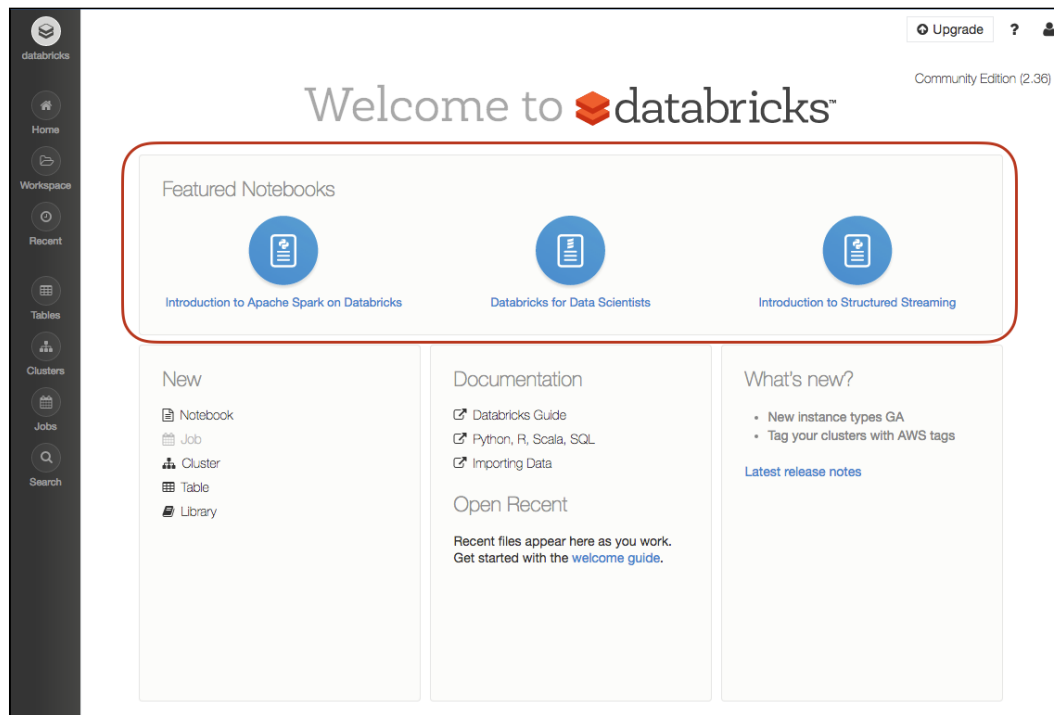 databricks
Home
Workspace
Recent
Tables
Clusters
Jobs
Search
Upgrade
?
Community Edition (2.36)
Welcome to databricks™
Featured Notebooks
Introduction to Apache Spark on Databricks
Databricks for Data Scientists
Introduction to Structured Streaming
New
Notebook
Job
Cluster
Table
Library
Documentation
Databricks Guide
Python, R, Scala, SQL
Importing Data
Open Recent
Recent files appear here as you work.
Get started with the welcome guide.
What's new?
• New instance types GA
• Tag your clusters with AWS tags
Latest release notes